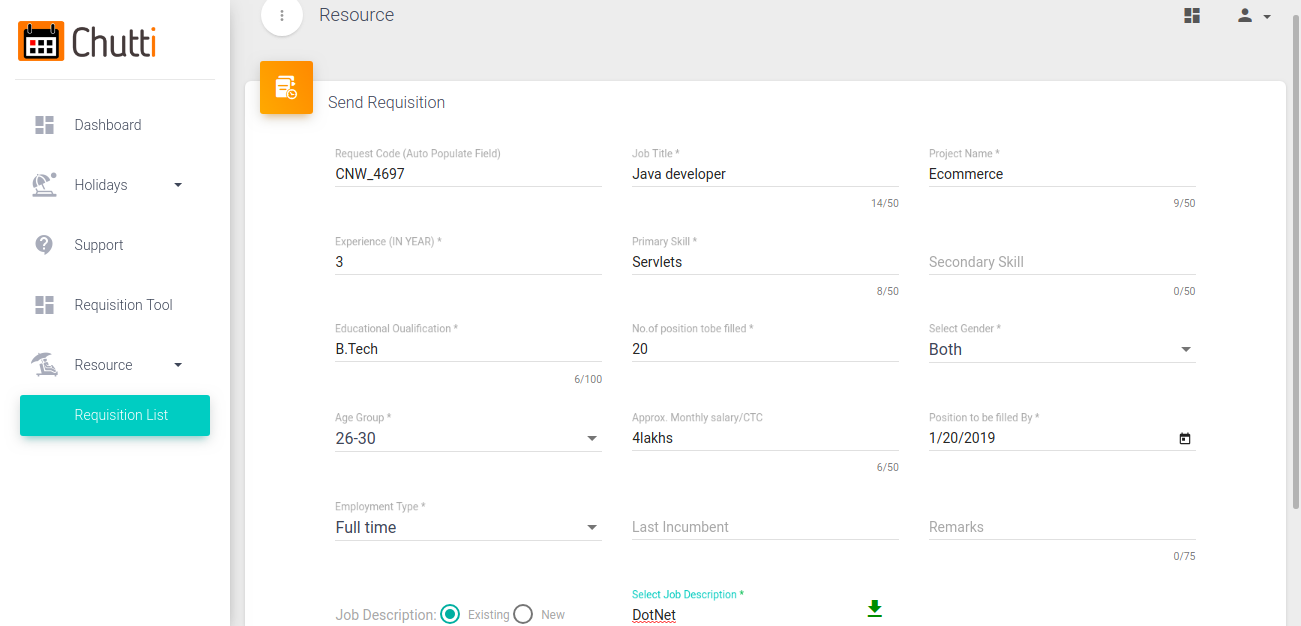 Chutti
Dashboard
Holidays
Support
Requisition Tool
Resource
Requisition List
Resource
Send Requisition
Request Code (Auto Populate Field)
CNW_4697
Job Title *
Java developer
14/50
Project Name *
Ecommerce
9/50
Experience (IN YEAR) *
3
Primary Skill *
Servlets
8/50
Secondary Skill
0/50
Educational Qualification *
B.Tech
6/100
No.of position tobe filled *
20
Select Gender *
Both
Age Group *
26-30
Approx. Monthly salary/CTC
4lakhs
6/50
Position to be filled By *
1/20/2019
Employment Type *
Full time
Last Incumbent
Remarks
0/75
Job Description: Existing New
Select Job Description *
DotNet